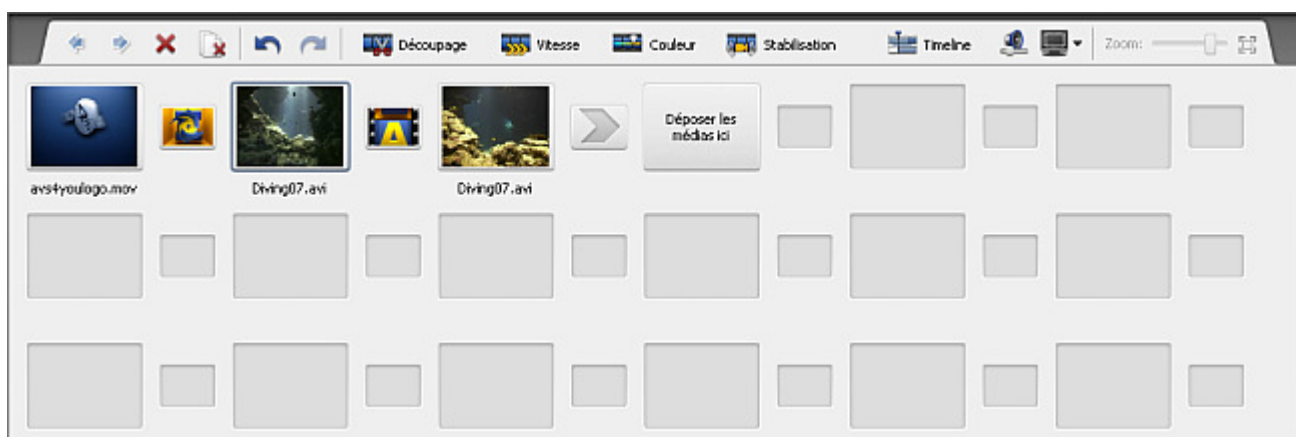 Découpage Vitesse Couleur Stabilisation Timeline Zoom:
Déposer les
médias ici
avs4youlogo.mov Diving07.avi Diving07.avi